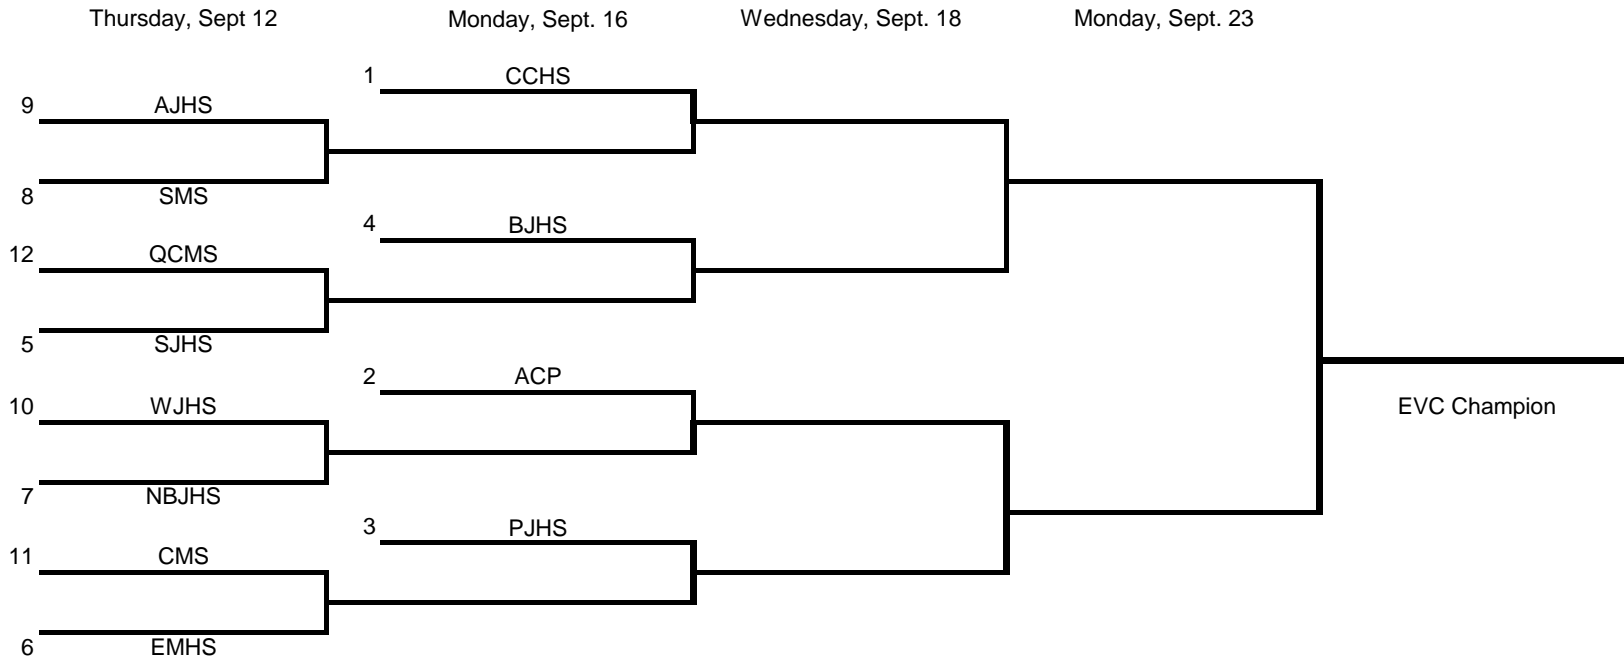 Thursday, Sept 12
Monday, Sept. 16
Wednesday, Sept. 18
Monday, Sept. 23
1 CCHS
9 AJHS
8 SMS
4 BJHS
12 QCMS
5 SJHS
2 ACP
10 WJHS
EVC Champion
7 NBJHS
3 PJHS
11 CMS
6 EMHS